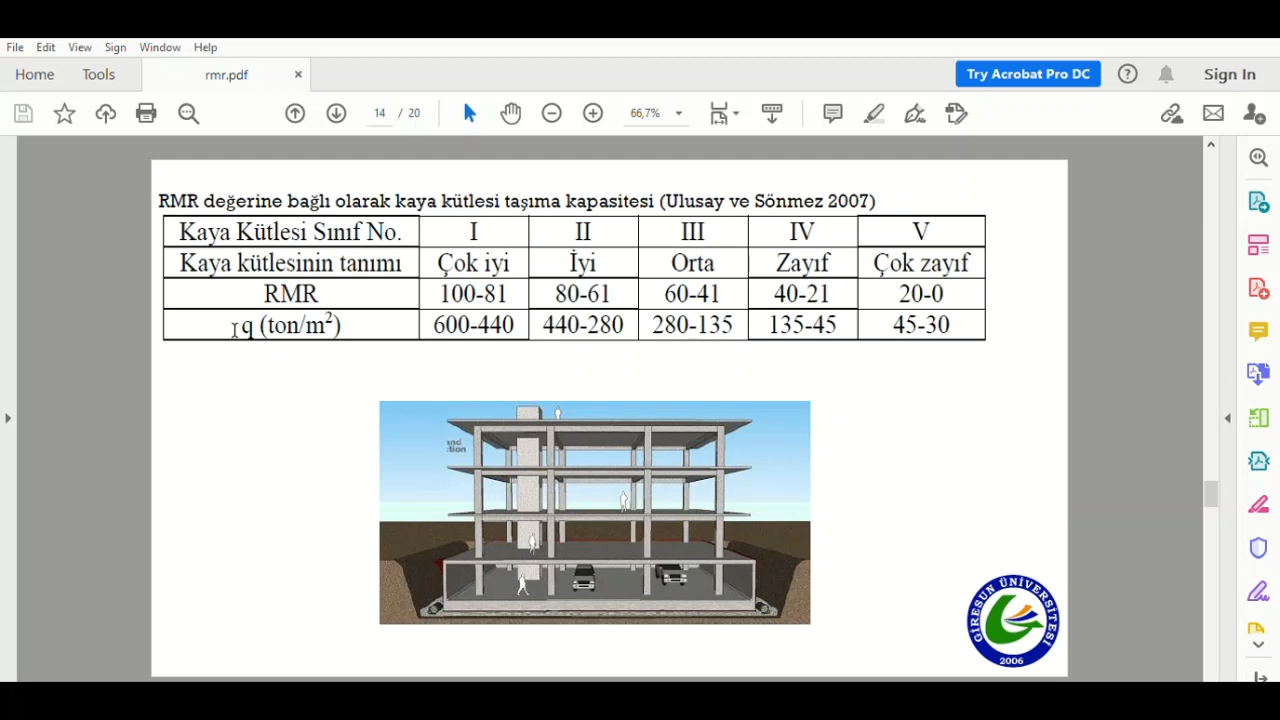 File Edit View Sign Window Help
Home Tools rmr.pdf × Try Acrobat Pro DC Sign In
14 / 20 66,7%
RMR değerine bağlı olarak kaya kütlesi taşıma kapasitesi (Ulusay ve Sönmez 2007)
Kaya Kütlesi Sınıf No. I II III IV V
Kaya kütlesinin tanımı Çok iyi İyi Orta Zayıf Çok zayıf
RMR 100-81 80-61 60-41 40-21 20-0
q (ton/m²) 600-440 440-280 280-135 135-45 45-30
GİRESUN ÜNİVERSİTESİ
2006